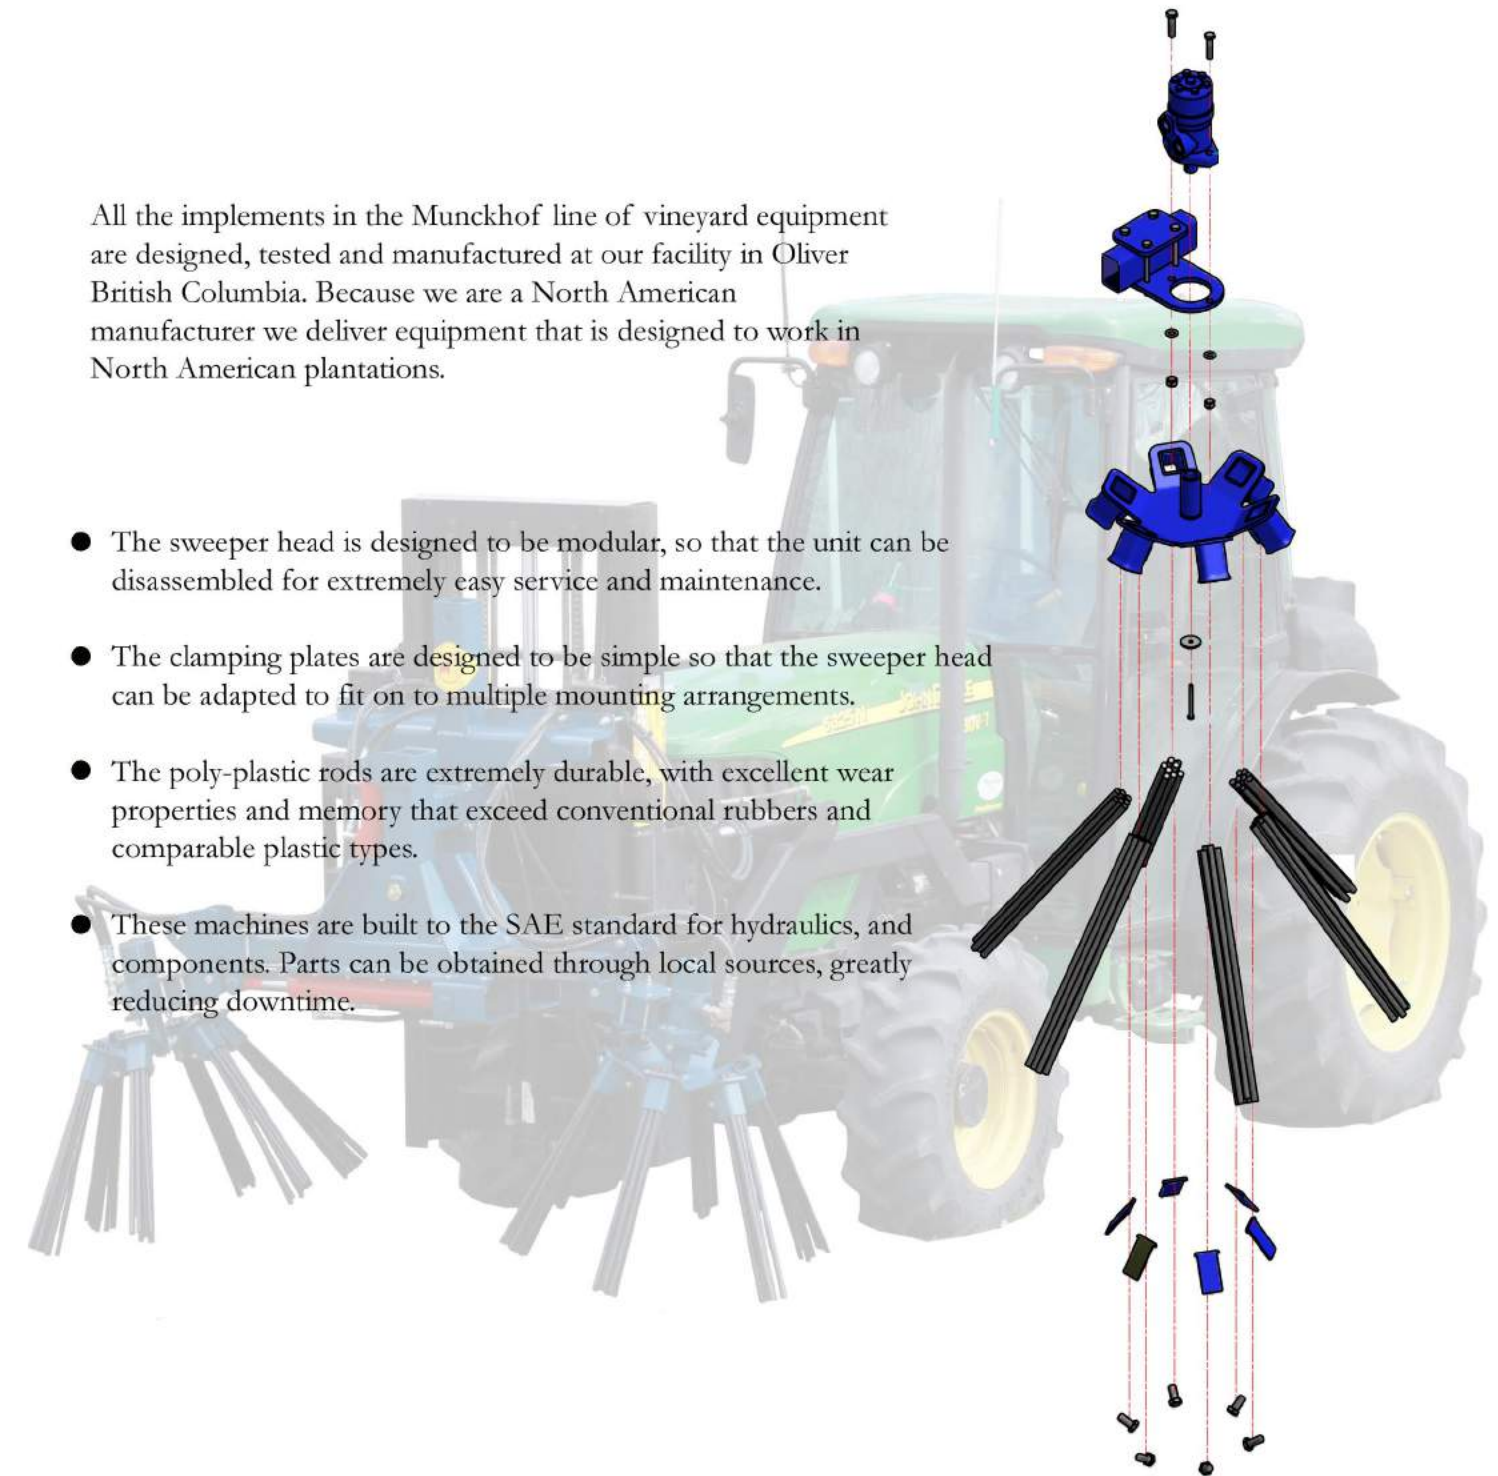 All the implements in the Munckhof line of vineyard equipment
are designed, tested and manufactured at our facility in Oliver
British Columbia. Because we are a North American
manufacturer we deliver equipment that is designed to work in
North American plantations.
● The sweeper head is designed to be modular, so that the unit can be
disassembled for extremely easy service and maintenance.
● The clamping plates are designed to be simple so that the sweeper head
can be adapted to fit on to multiple mounting arrangements.
● The poly-plastic rods are extremely durable, with excellent wear
properties and memory that exceed conventional rubbers and
comparable plastic types.
● These machines are built to the SAE standard for hydraulics, and
components. Parts can be obtained through local sources, greatly
reducing downtime.